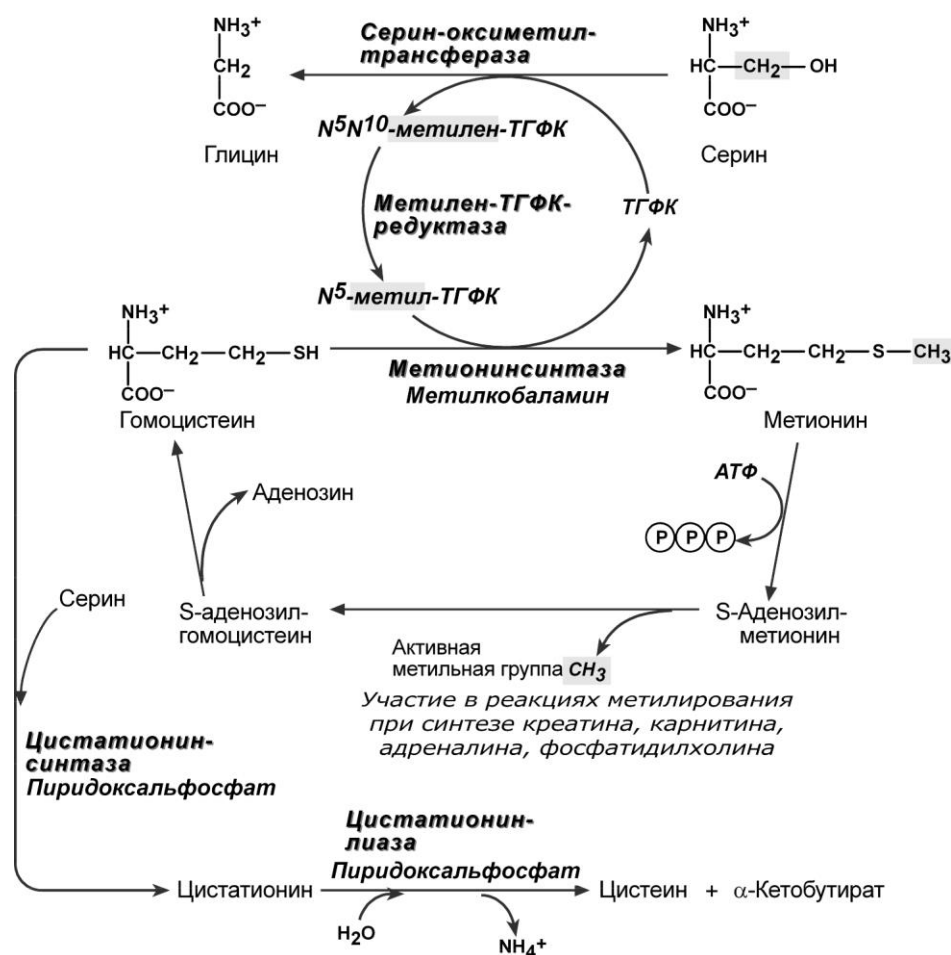 NH3+
CH2
COO–
Глицин
Серин-оксиметил-
трансфераза
NH3+
HC—CH2—OH
COO–
Серин
N5N10-метилен-ТГФК
Метилен-ТГФК-
редуктаза
ТГФК
N5-метил-ТГФК
NH3+
HC—CH2—CH2—SH
COO–
Гомоцистеин
Метионинсинтаза
Метилкобаламин
NH3+
HC—CH2—CH2—S—CH3
COO–
Метионин
АТФ
P P P
Аденозин
Серин
S-аденозил-
гомоцистеин
S-Аденозил-
метионин
Активная
метильная группа CH3
Участие в реакциях метилирования
при синтезе креатина, карнитина,
адреналина, фосфатидилхолина
Цистатионин-
синтаза
Пиридоксальфосфат
Цистатионин-
лиаза
Пиридоксальфосфат
Цистатионин
Цистеин + α-Кетобутират
H2O
NH4+